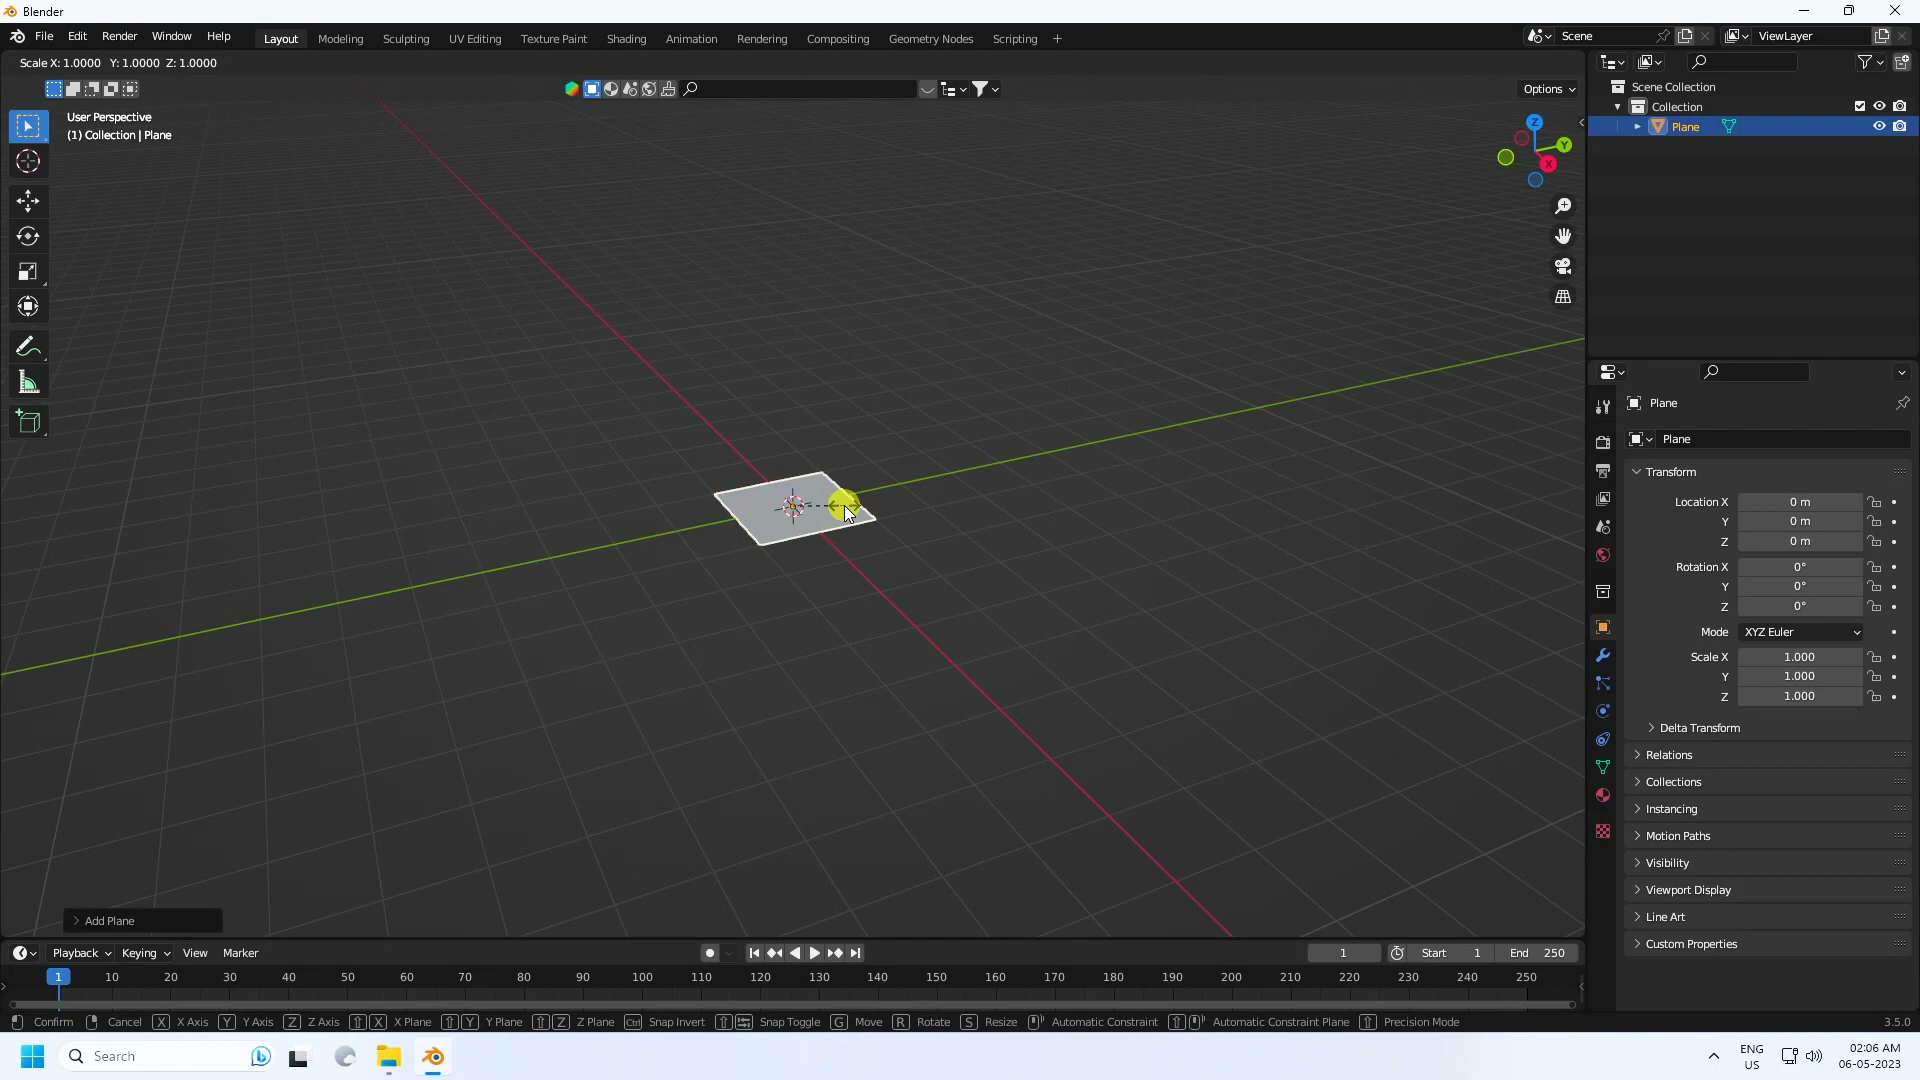 Blender
File Edit Render Window Help Layout Modeling Sculpting UV Editing Texture Paint Shading Animation Rendering Compositing Geometry Nodes Scripting + Scene ViewLayer
Scale X: 1.0000 Y: 1.0000 Z: 1.0000
Options
User Perspective
(1) Collection | Plane
Z
Y
X
Scene Collection
Collection
Plane
Plane
Plane
Transform
Location X 0 m
Y 0 m
Z 0 m
Rotation X 0°
Y 0°
Z 0°
Mode XYZ Euler
Scale X 1.000
Y 1.000
Z 1.000
Delta Transform
Relations
Collections
Instancing
Motion Paths
Visibility
Viewport Display
Line Art
Custom Properties
Add Plane
Playback Keying View Marker 1 Start 1 End 250
1 10 20 30 40 50 60 70 80 90 100 110 120 130 140 150 160 170 180 190 200 210 220 230 240 250
Confirm Cancel X X Axis Y Y Axis Z Z Axis X X Plane Y Y Plane Z Z Plane Ctrl Snap Invert Snap Toggle G Move R Rotate S Resize Automatic Constraint Automatic Constraint Plane Precision Mode 3.5.0
Search
ENG
US
02:06 AM
06-05-2023